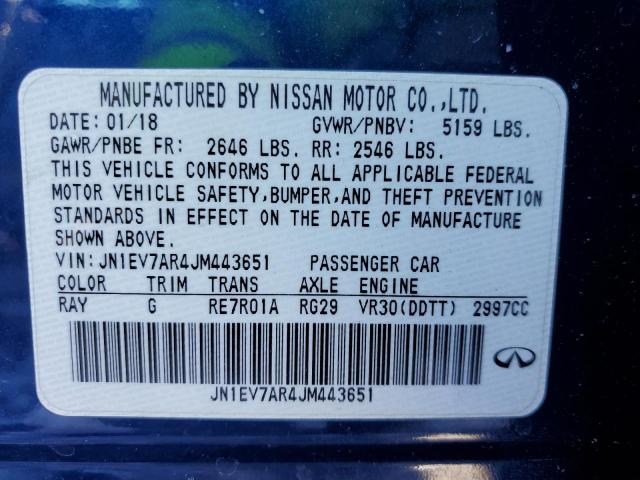 MANUFACTURED BY NISSAN MOTOR CO.,LTD.
DATE: 01/18 GVWR/PNBV: 5159 LBS.
GAWR/PNBE FR: 2646 LBS. RR: 2546 LBS.
THIS VEHICLE CONFORMS TO ALL APPLICABLE FEDERAL
MOTOR VEHICLE SAFETY,BUMPER,AND THEFT PREVENTION
STANDARDS IN EFFECT ON THE DATE OF MANUFACTURE
SHOWN ABOVE.
VIN: JN1EV7AR4JM443651 PASSENGER CAR
COLOR TRIM TRANS AXLE ENGINE
RAY G RE7R01A RG29 VR30(DDTT) 2997CC
JN1EV7AR4JM443651